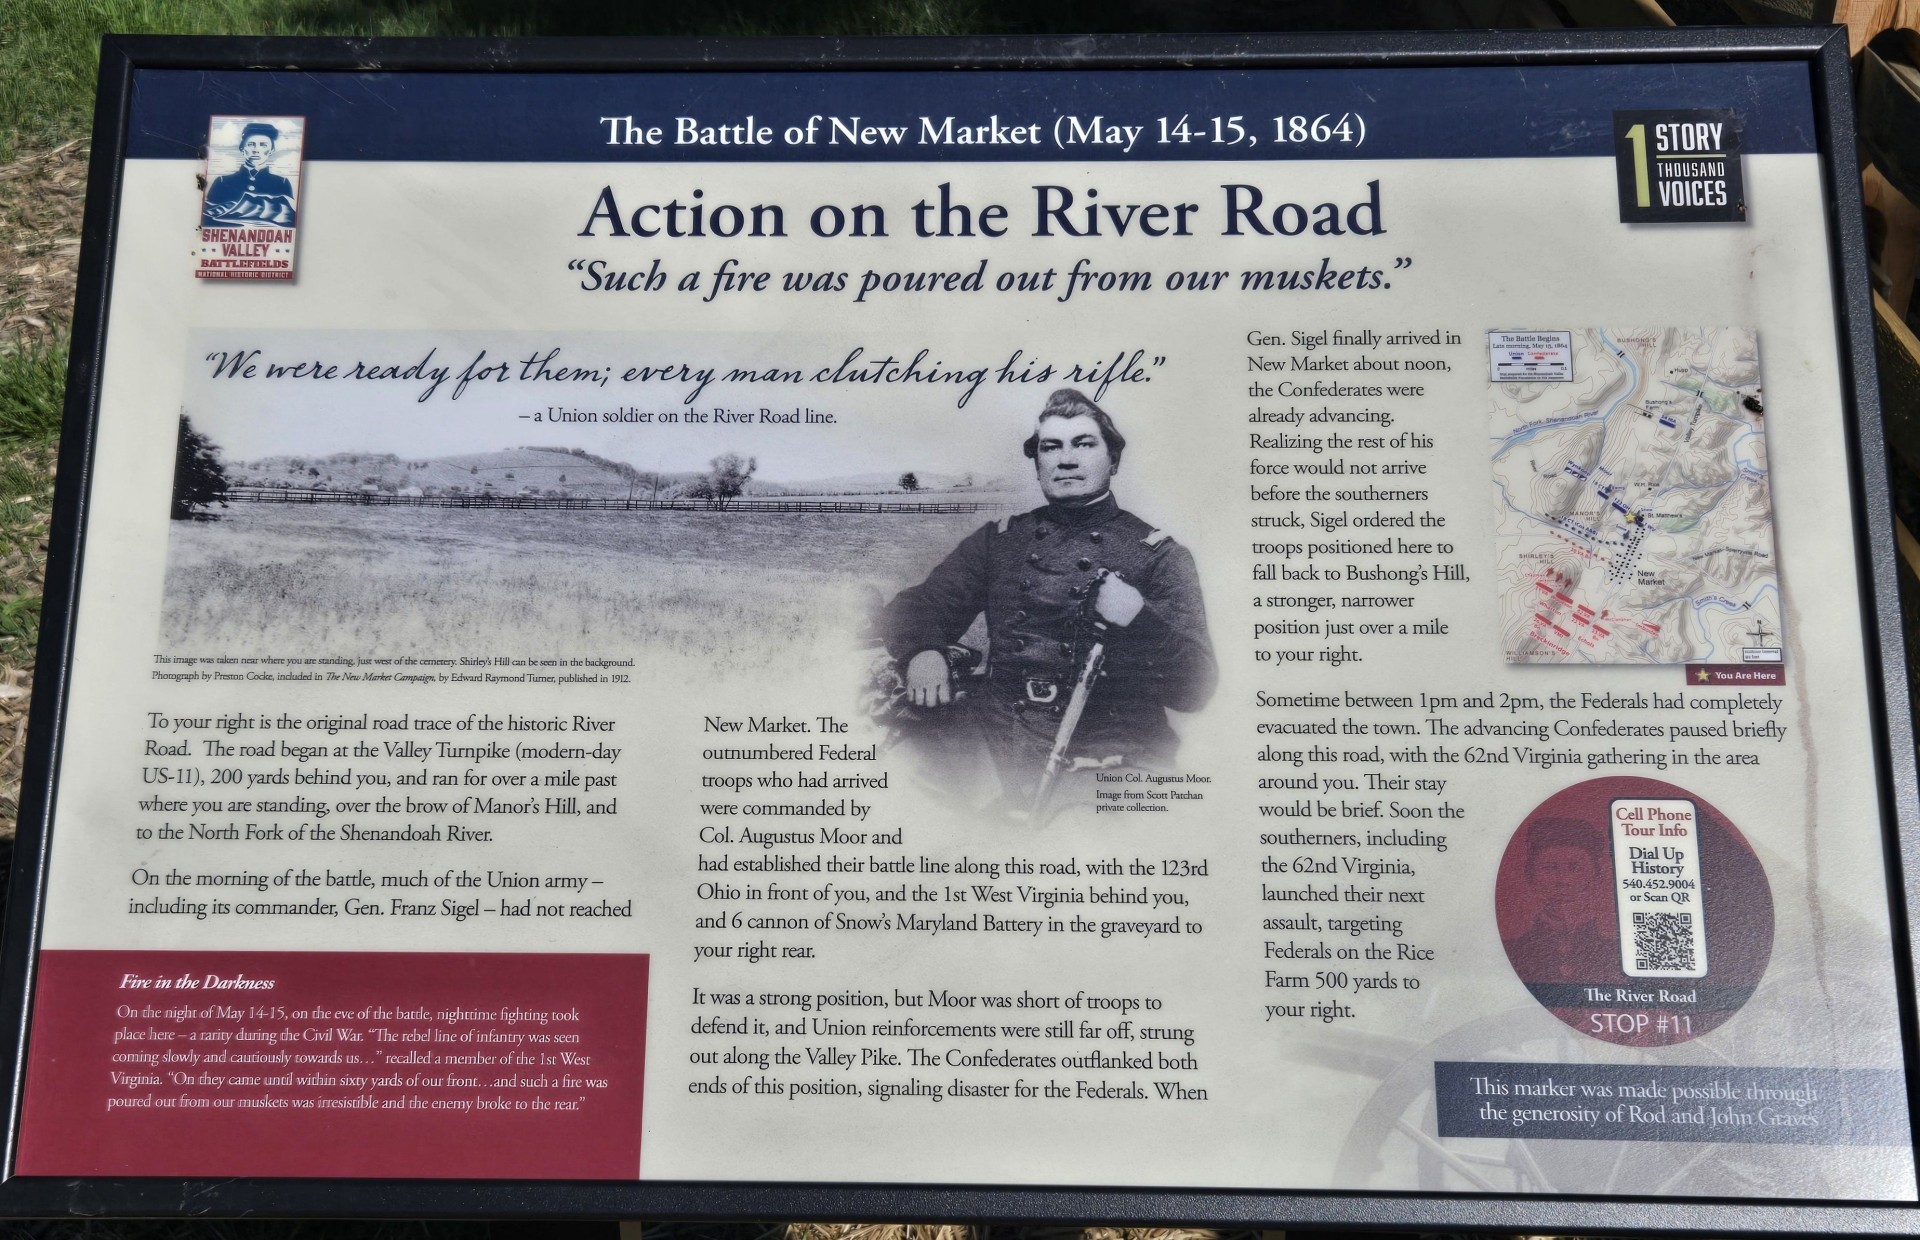 The Battle of New Market (May 14-15, 1864)
SHENANDOAH
VALLEY
BATTLEFIELDS
NATIONAL HISTORIC DISTRICT
1 STORY
THOUSAND
VOICES
Action on the River Road
“Such a fire was poured out from our muskets.”
“We were ready for them; every man clutching his rifle.”
– a Union soldier on the River Road line.
This image was taken near where you are standing, just west of the cemetery. Shirley's Hill can be seen in the background.
Photograph by Preston Cocke, included in The New Market Campaign, by Edward Raymond Turner, published in 1912.
To your right is the original road trace of the historic River
Road. The road began at the Valley Turnpike (modern-day
US-11), 200 yards behind you, and ran for over a mile past
where you are standing, over the brow of Manor's Hill, and
to the North Fork of the Shenandoah River.
On the morning of the battle, much of the Union army –
including its commander, Gen. Franz Sigel – had not reached
Fire in the Darkness
On the night of May 14-15, on the eve of the battle, nighttime fighting took
place here – a rarity during the Civil War. “The rebel line of infantry was seen
coming slowly and cautiously towards us…” recalled a member of the 1st West
Virginia. “On they came until within sixty yards of our front…and such a fire was
poured out from our muskets was irresistible and the enemy broke to the rear.”
New Market. The
outnumbered Federal
troops who had arrived
were commanded by
Col. Augustus Moor and
had established their battle line along this road, with the 123rd
Ohio in front of you, and the 1st West Virginia behind you,
and 6 cannon of Snow's Maryland Battery in the graveyard to
your right rear.
Union Col. Augustus Moor.
Image from Scott Patchan
private collection.
It was a strong position, but Moor was short of troops to
defend it, and Union reinforcements were still far off, strung
out along the Valley Pike. The Confederates outflanked both
ends of this position, signaling disaster for the Federals. When
Gen. Sigel finally arrived in
New Market about noon,
the Confederates were
already advancing.
Realizing the rest of his
force would not arrive
before the southerners
struck, Sigel ordered the
troops positioned here to
fall back to Bushong's Hill,
a stronger, narrower
position just over a mile
to your right.
Sometime between 1pm and 2pm, the Federals had completely
evacuated the town. The advancing Confederates paused briefly
along this road, with the 62nd Virginia gathering in the area
around you. Their stay
would be brief. Soon the
southerners, including
the 62nd Virginia,
launched their next
assault, targeting
Federals on the Rice
Farm 500 yards to
your right.
The Battle Begins
Late morning, May 15, 1864
Union Confederate
BUSHONG'S
HILL
Hupp
Bushong's
Farm
North Fork, Shenandoah River
Valley Turnpike
W.H. Rice
MANOR'S
HILL
St. Matthew's
SHIRLEY'S
HILL
New
Market
Smith's Creek
Echols
Breckinridge
WILLIAMSON'S
HILL
N
You Are Here
Cell Phone
Tour Info
Dial Up
History
540.452.9004
or Scan QR
The River Road
STOP #11
This marker was made possible through
the generosity of Rod and John Graves